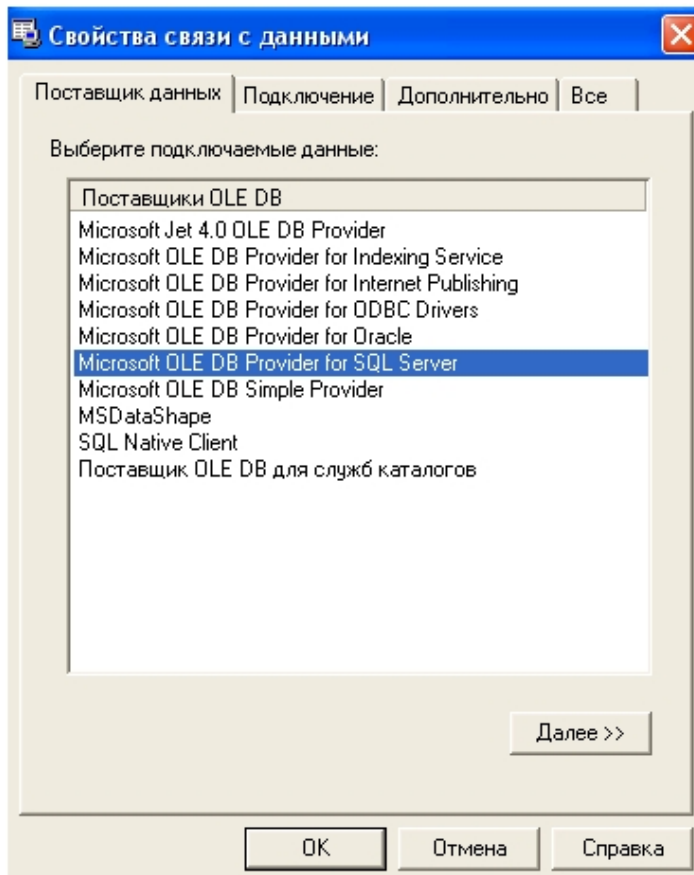 Свойства связи с данными
Поставщик данных Подключение Дополнительно Все
Выберите подключаемые данные:
Поставщики OLE DB
Microsoft Jet 4.0 OLE DB Provider
Microsoft OLE DB Provider for Indexing Service
Microsoft OLE DB Provider for Internet Publishing
Microsoft OLE DB Provider for ODBC Drivers
Microsoft OLE DB Provider for Oracle
Microsoft OLE DB Provider for SQL Server
Microsoft OLE DB Simple Provider
MSDataShape
SQL Native Client
Поставщик OLE DB для служб каталогов
Далее >>
OK Отмена Справка